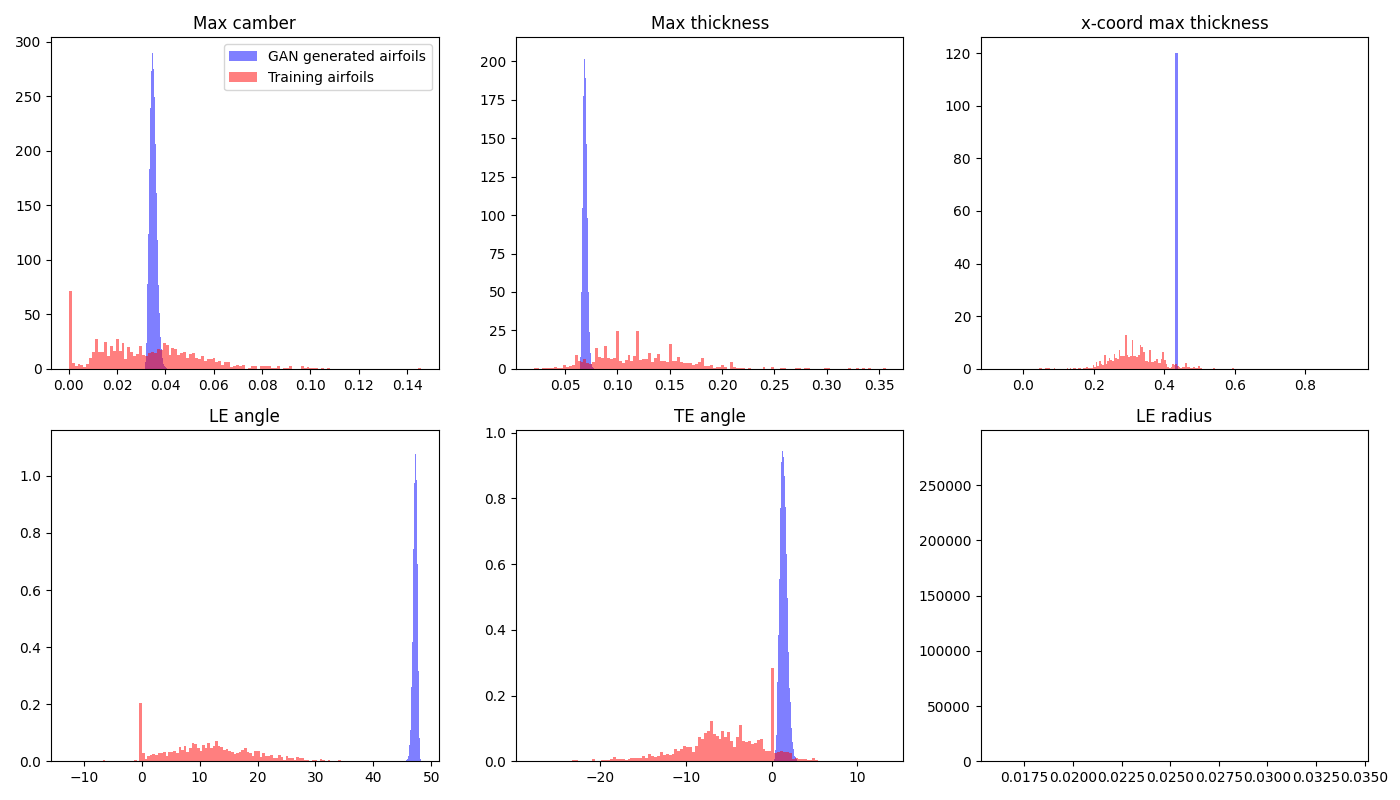 Max camber
300
250
200
150
100
50
0
0.00 0.02 0.04 0.06 0.08 0.10 0.12 0.14
GAN generated airfoils
Training airfoils
Max thickness
200
175
150
125
100
75
50
25
0
0.05 0.10 0.15 0.20 0.25 0.30 0.35
x-coord max thickness
120
100
80
60
40
20
0
0.0 0.2 0.4 0.6 0.8
LE angle
1.0
0.8
0.6
0.4
0.2
0.0
−10 0 10 20 30 40 50
TE angle
1.0
0.8
0.6
0.4
0.2
0.0
−20 −10 0 10
LE radius
250000
200000
150000
100000
50000
0
0.0175 0.0200 0.0225 0.0250 0.0275 0.0300 0.0325 0.0350